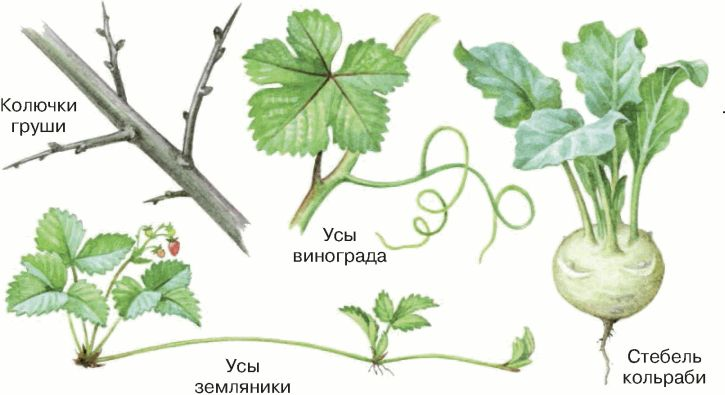 Колючки
груши
Усы
винограда
Усы
земляники
Стебель
кольраби